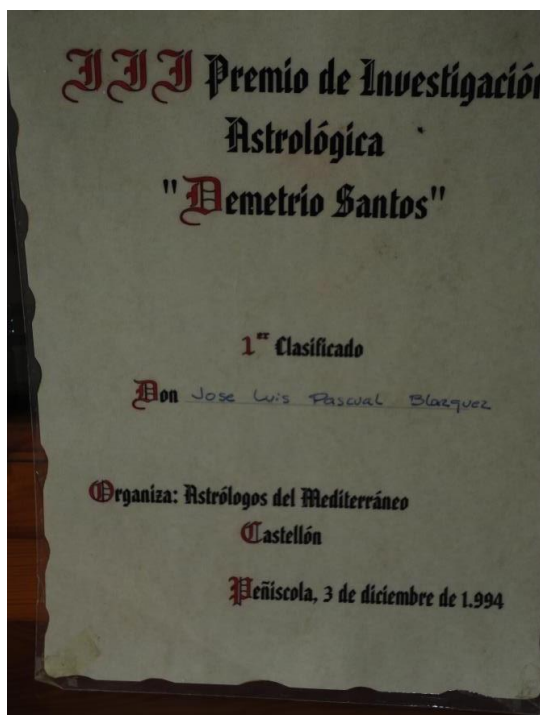 III Premio de Investigación
Astrológica
"Demetrio Santos"
1er Clasificado
Don Jose Luis Pascual Blazquez
Organiza: Astrólogos del Mediterráneo
Castellón
Peñiscola, 3 de diciembre de 1.994